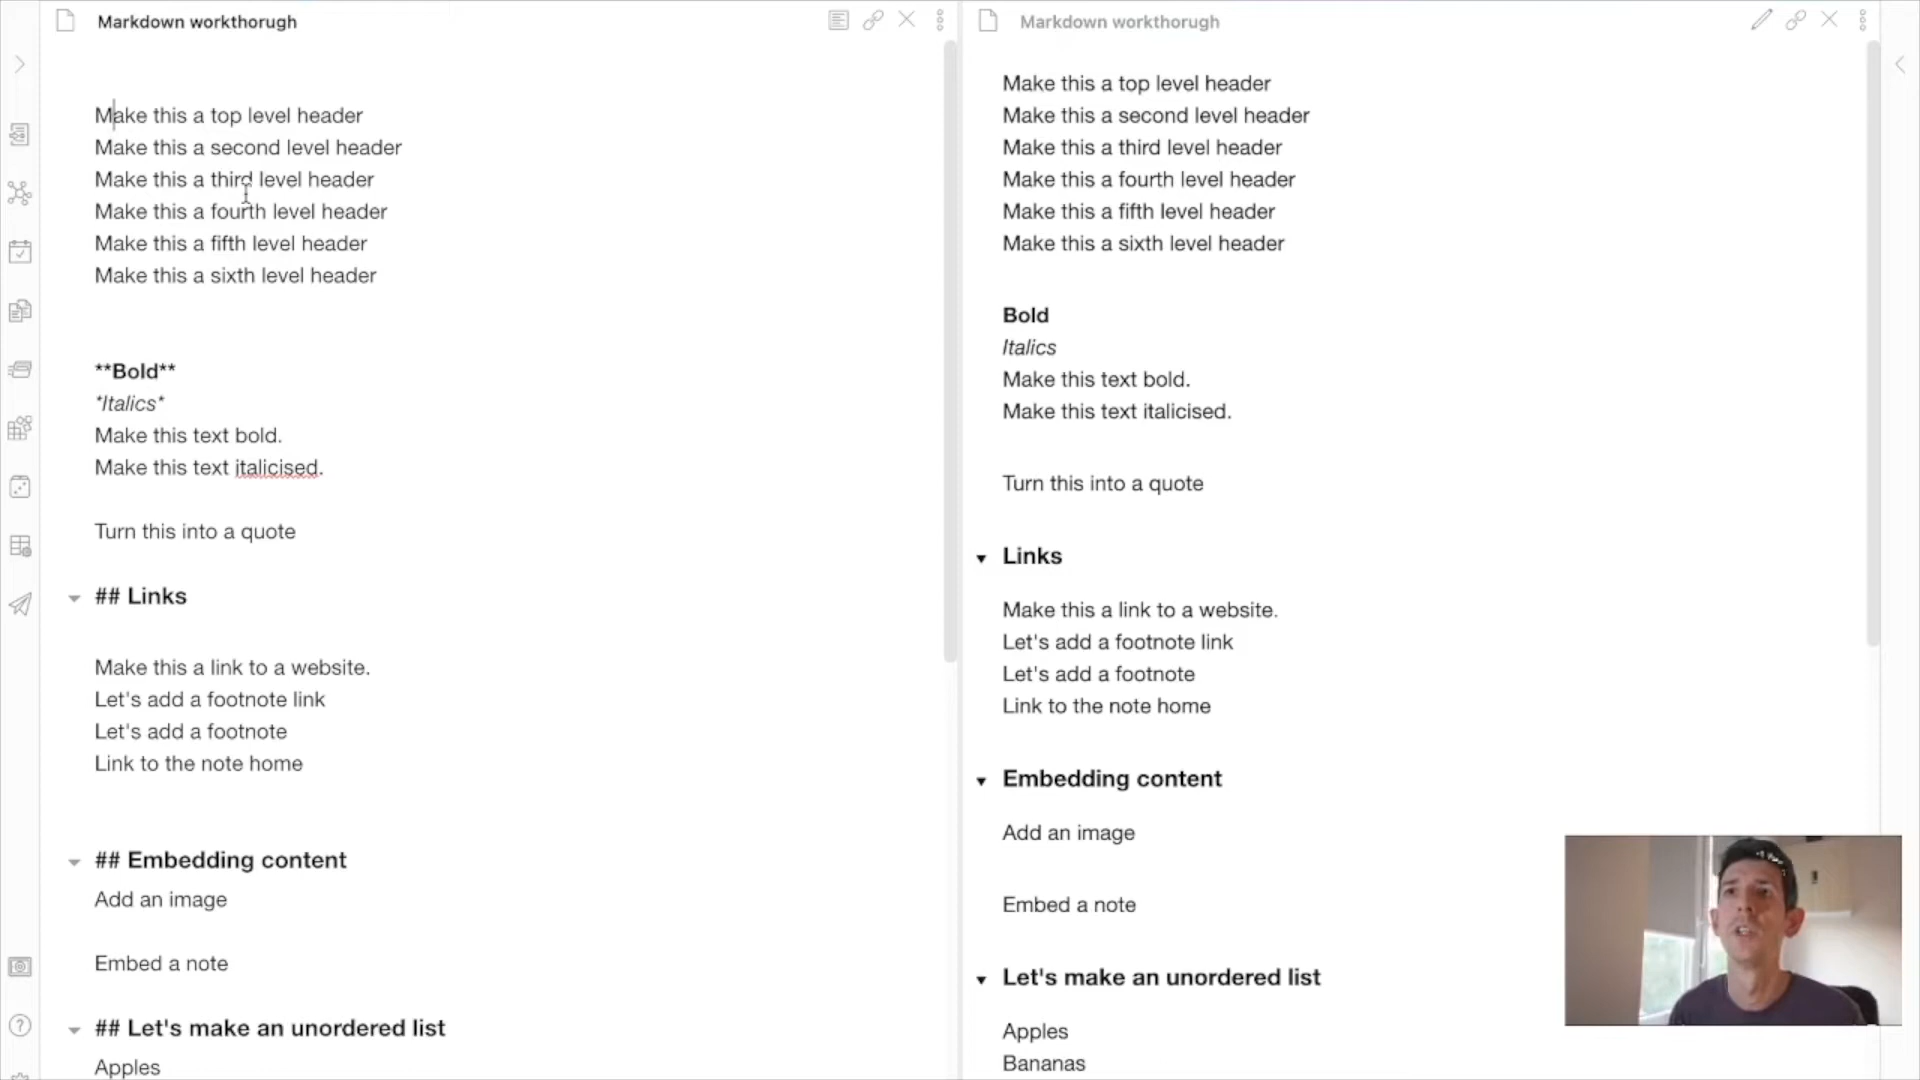 Markdown workthorugh
Make this a top level header
Make this a second level header
Make this a third level header
Make this a fourth level header
Make this a fifth level header
Make this a sixth level header
**Bold**
*Italics*
Make this text bold.
Make this text italicised.
Turn this into a quote
## Links
Make this a link to a website.
Let's add a footnote link
Let's add a footnote
Link to the note home
## Embedding content
Add an image
Embed a note
## Let's make an unordered list
Apples
Markdown workthorugh
Make this a top level header
Make this a second level header
Make this a third level header
Make this a fourth level header
Make this a fifth level header
Make this a sixth level header
Bold
Italics
Make this text bold.
Make this text italicised.
Turn this into a quote
Links
Make this a link to a website.
Let's add a footnote link
Let's add a footnote
Link to the note home
Embedding content
Add an image
Embed a note
Let's make an unordered list
Apples
Bananas